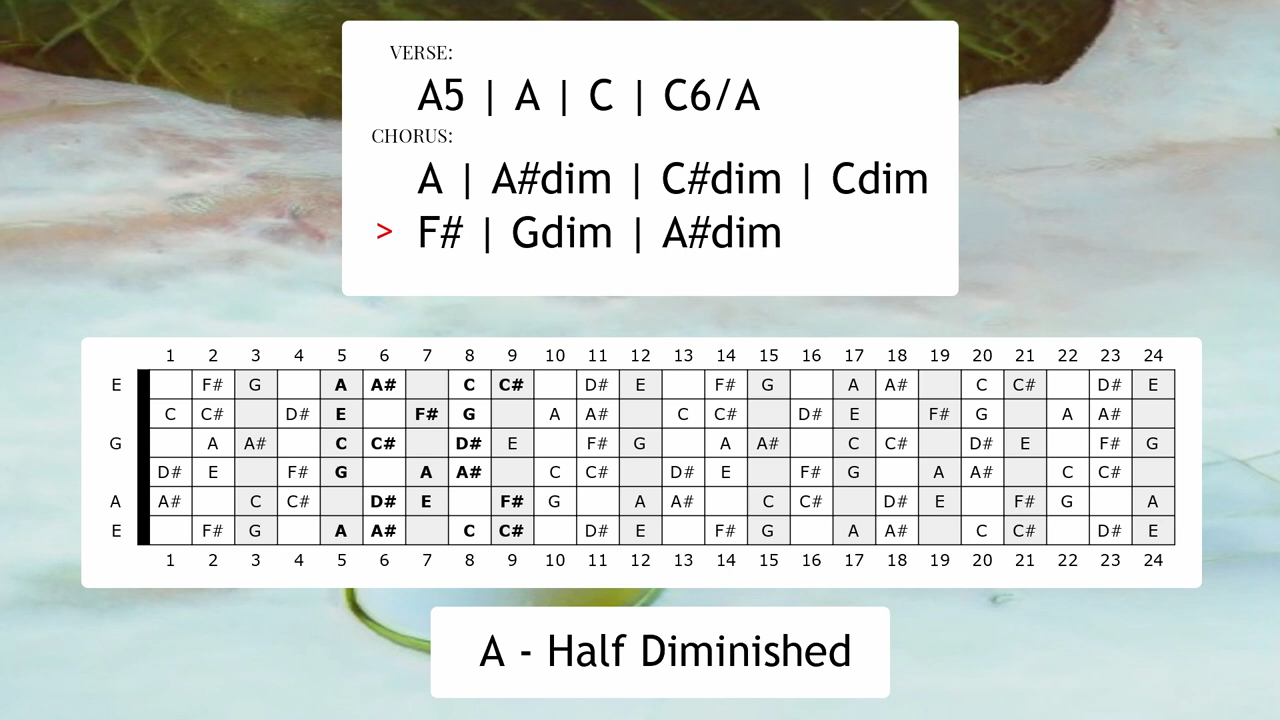 VERSE:
A5 | A | C | C6/A
CHORUS:
A | A#dim | C#dim | Cdim
> F# | Gdim | A#dim
1 2 3 4 5 6 7 8 9 10 11 12 13 14 15 16 17 18 19 20 21 22 23 24
E F# G A A# C C# D# E F# G A A# C C# D# E
C C# D# E F# G A A# C C# D# E F# G A A#
G A A# C C# D# E F# G A A# C C# D# E F# G
D# E F# G A A# C C# D# E F# G A A# C C#
A A# C C# D# E F# G A A# C C# D# E F# G A
E F# G A A# C C# D# E F# G A A# C C# D# E
1 2 3 4 5 6 7 8 9 10 11 12 13 14 15 16 17 18 19 20 21 22 23 24
A - Half Diminished